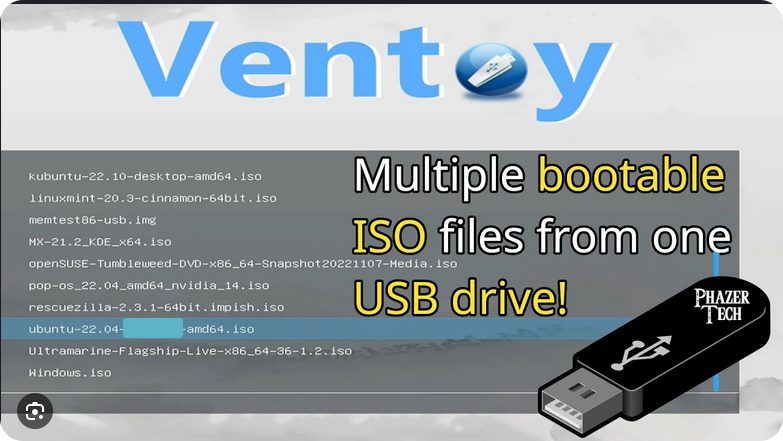 Ventoy
kubuntu-22.10-desktop-amd64.iso
linuxmint-20.3-cinnamon-64bit.iso
memtest86-usb.img
MX-21.2_KDE_x64.iso
openSUSE-Tumbleweed-DVD-x86_64-Snapshot20221107-Media.iso
pop-os_22.04_amd64_nvidia_14.iso
rescuezilla-2.3.1-64bit.impish.iso
ubuntu-22.04- -amd64.iso
Ultramarine-Flagship-Live-x86_64-36-1.2.iso
Windows.iso
Multiple bootable
ISO files from one
USB drive!
PHAZER
TECH